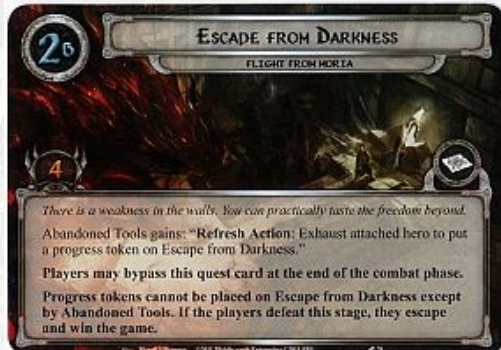 2B
ESCAPE FROM DARKNESS
FLIGHT FROM MORIA
4
There is a weakness in the walls. You can practically taste the freedom beyond.
Abandoned Tools gains: “Refresh Action: Exhaust attached hero to put
a progress token on Escape from Darkness.”
Players may bypass this quest card at the end of the combat phase.
Progress tokens cannot be placed on Escape from Darkness except
by Abandoned Tools. If the players defeat this stage, they escape
and win the game.